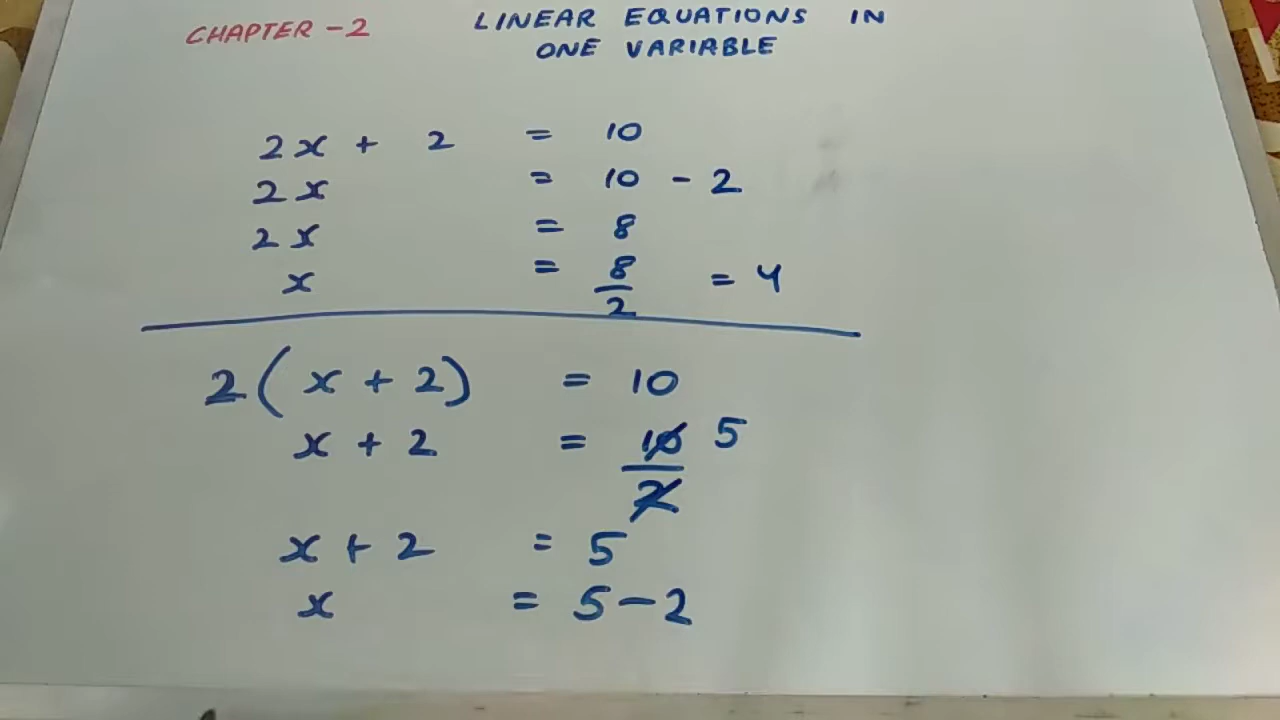 CHAPTER - 2
LINEAR EQUATIONS IN
ONE VARIABLE
2x + 2 = 10
2x = 10 - 2
2x = 8
x = 8/2 = 4
2(x + 2) = 10
x + 2 = 10/2 5
x + 2 = 5
x = 5 - 2